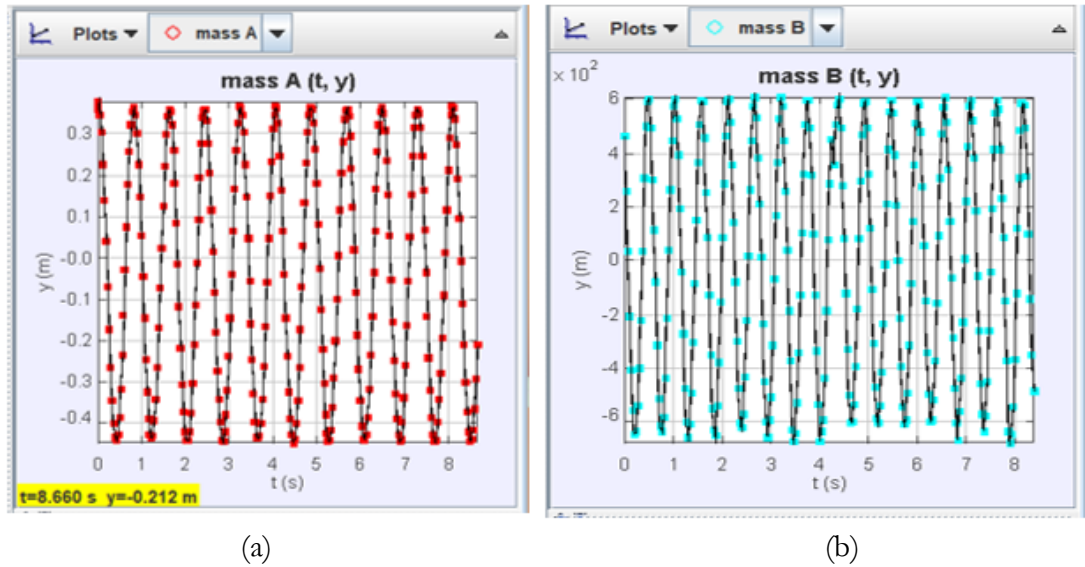 Plots mass A
mass A (t, y)
0.3
0.2
0.1
-0.0
-0.1
-0.2
-0.3
-0.4
y (m)
0 1 2 3 4 5 6 7 8
t (s)
t=8.660 s y=-0.212 m
(a)
Plots mass B
× 10²
mass B (t, y)
6
4
2
0
-2
-4
-6
y (m)
0 1 2 3 4 5 6 7 8
t (s)
(b)